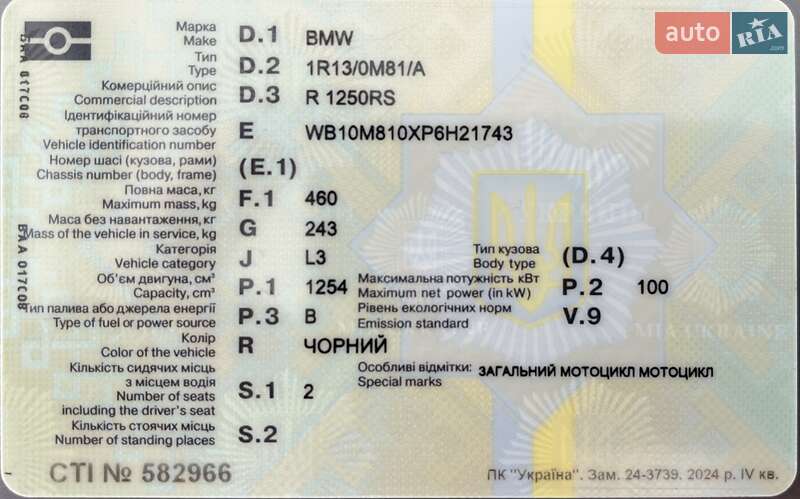 auto RIA .com
Марка
Make D.1 BMW
Тип
Type D.2 1R13/0M81/A
Комерційний опис
Commercial description D.3 R 1250RS
Ідентифікаційний номер
транспортного засобу
Vehicle identification number E WB10M810XP6H21743
Номер шасі (кузова, рами)
Chassis number (body, frame) (E.1)
Повна маса, кг
Maximum mass, kg F.1 460
Маса без навантаження, кг
Mass of the vehicle in service, kg G 243
Категорія
Vehicle category J L3
Тип кузова
Body type (D.4)
Об'єм двигуна, см³
Capacity, cm³ P.1 1254
Максимальна потужність кВт
Maximum net power (in kW) P.2 100
Тип палива або джерела енергії
Type of fuel or power source P.3 B
Рівень екологічних норм
Emission standard V.9
Колір
Color of the vehicle R ЧОРНИЙ
Кількість сидячих місць
з місцем водія
Number of seats
including the driver's seat S.1 2
Особливі відмітки:
Special marks ЗАГАЛЬНИЙ МОТОЦИКЛ МОТОЦИКЛ
Кількість стоячих місць
Number of standing places S.2
СТІ № 582966
ПК "Україна". Зам. 24-3739. 2024 р. IV кв.
MIA UKRAINE